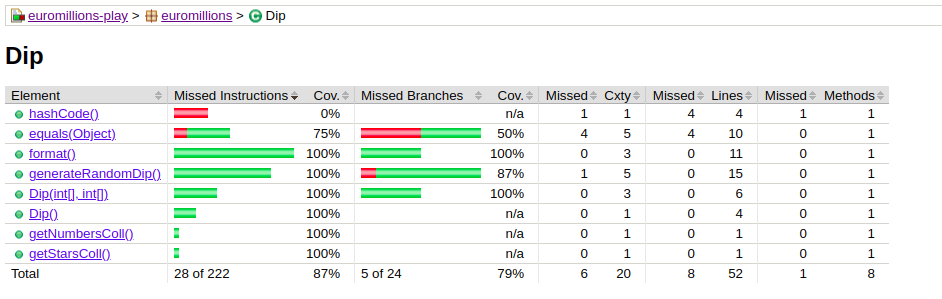 euromillions-play > euromillions > Dip
Dip
Element Missed Instructions Cov. Missed Branches Cov. Missed Cxty Missed Lines Missed Methods
hashCode() 0% n/a 1 1 4 4 1 1
equals(Object) 75% 50% 4 5 4 10 0 1
format() 100% 100% 0 3 0 11 0 1
generateRandomDip() 100% 87% 1 5 0 15 0 1
Dip(int[], int[]) 100% 100% 0 3 0 6 0 1
Dip() 100% n/a 0 1 0 4 0 1
getNumbersColl() 100% n/a 0 1 0 1 0 1
getStarsColl() 100% n/a 0 1 0 1 0 1
Total 28 of 222 87% 5 of 24 79% 6 20 8 52 1 8